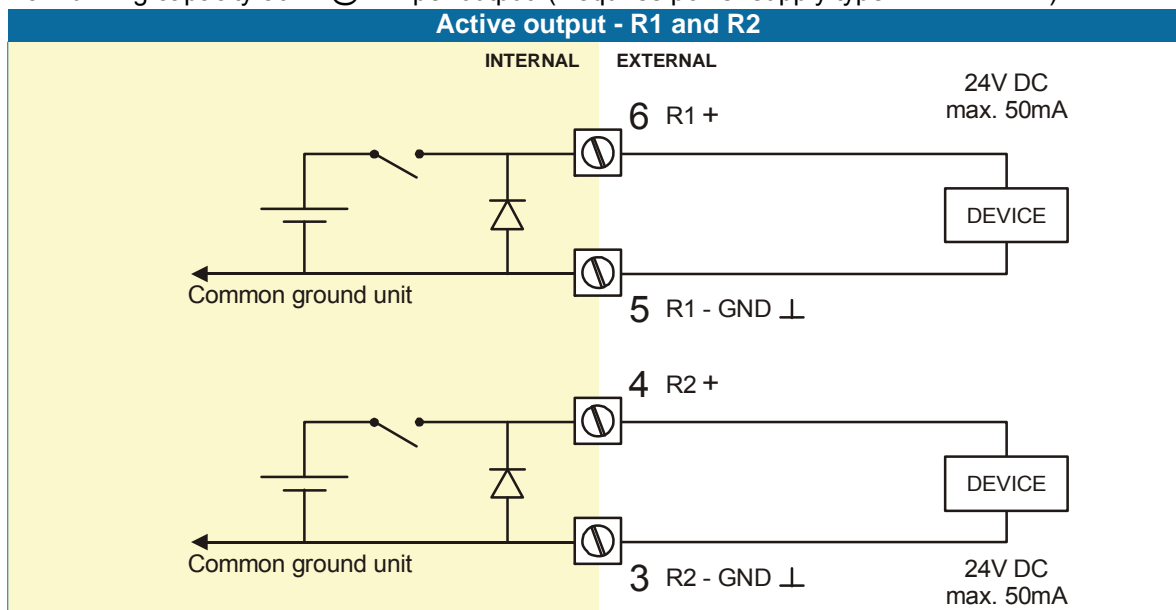 Active output - R1 and R2
INTERNAL EXTERNAL
24V DC
max. 50mA
6 R1 +
DEVICE
Common ground unit
5 R1 - GND ⊥
4 R2 +
DEVICE
Common ground unit
3 R2 - GND ⊥
24V DC
max. 50mA